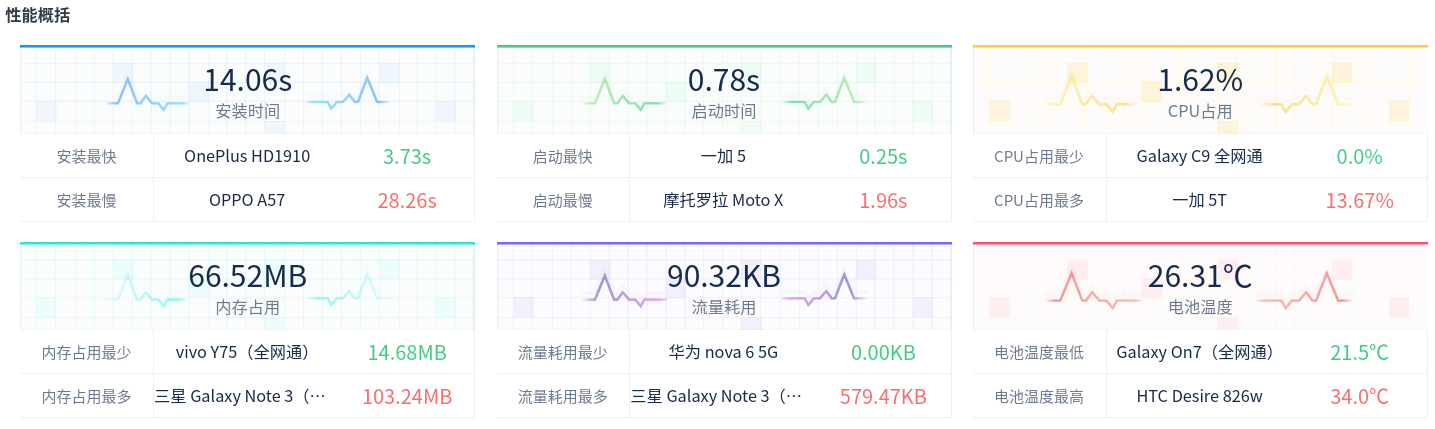 性能概括
14.06s
安装时间
安装最快 OnePlus HD1910 3.73s
安装最慢 OPPO A57 28.26s
0.78s
启动时间
启动最快 一加 5 0.25s
启动最慢 摩托罗拉 Moto X 1.96s
1.62%
CPU占用
CPU占用最少 Galaxy C9 全网通 0.0%
CPU占用最多 一加 5T 13.67%
66.52MB
内存占用
内存占用最少 vivo Y75（全网通） 14.68MB
内存占用最多 三星 Galaxy Note 3（… 103.24MB
90.32KB
流量耗用
流量耗用最少 华为 nova 6 5G 0.00KB
流量耗用最多 三星 Galaxy Note 3（… 579.47KB
26.31℃
电池温度
电池温度最低 Galaxy On7（全网通） 21.5℃
电池温度最高 HTC Desire 826w 34.0℃